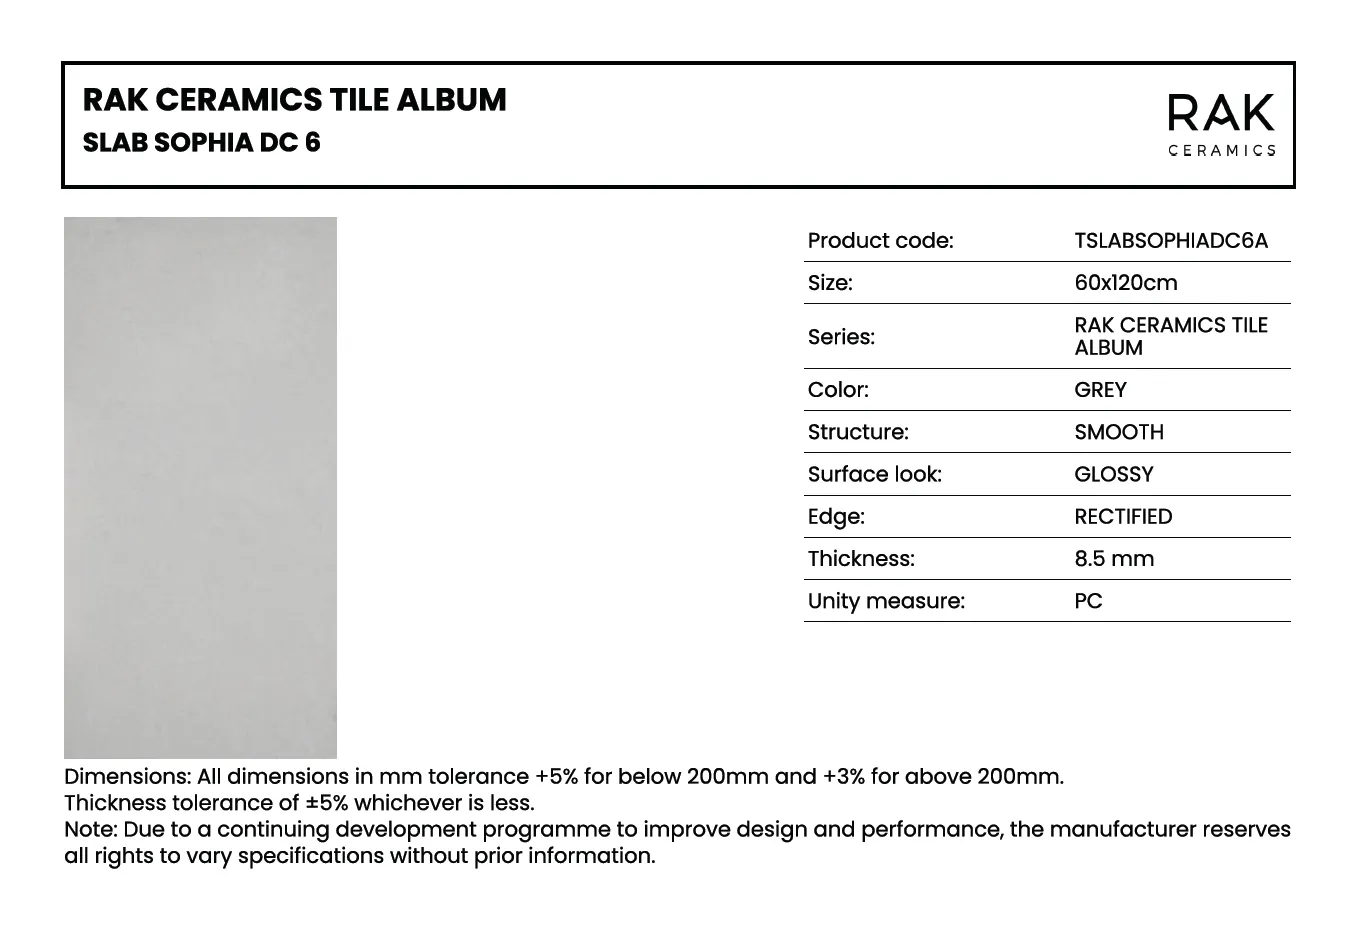 RAK CERAMICS TILE ALBUM
SLAB SOPHIA DC 6
RAK
CERAMICS
Product code: TSLABSOPHIADC6A
Size: 60x120cm
Series: RAK CERAMICS TILE
ALBUM
Color: GREY
Structure: SMOOTH
Surface look: GLOSSY
Edge: RECTIFIED
Thickness: 8.5 mm
Unity measure: PC
Dimensions: All dimensions in mm tolerance +5% for below 200mm and +3% for above 200mm.
Thickness tolerance of ±5% whichever is less.
Note: Due to a continuing development programme to improve design and performance, the manufacturer reserves
all rights to vary specifications without prior information.